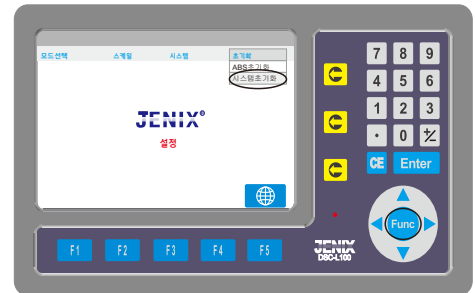 모드선택 스케일 시스템 초기화
ABS초기화
시스템초기화
JENIX®
설정
F1 F2 F3 F4 F5
7 8 9
4 5 6
1 2 3
· 0 +/-
CE Enter
Func
JENIX
DSC-L100